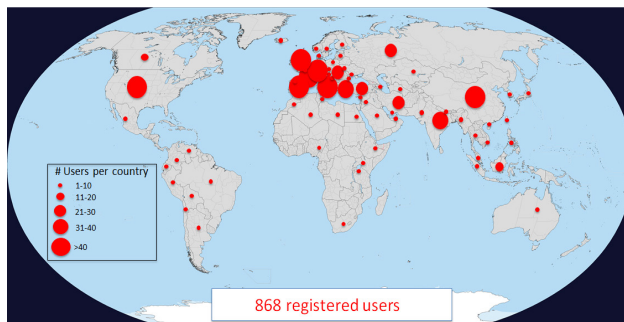 # Users per country
1-10
11-20
21-30
31-40
>40
868 registered users